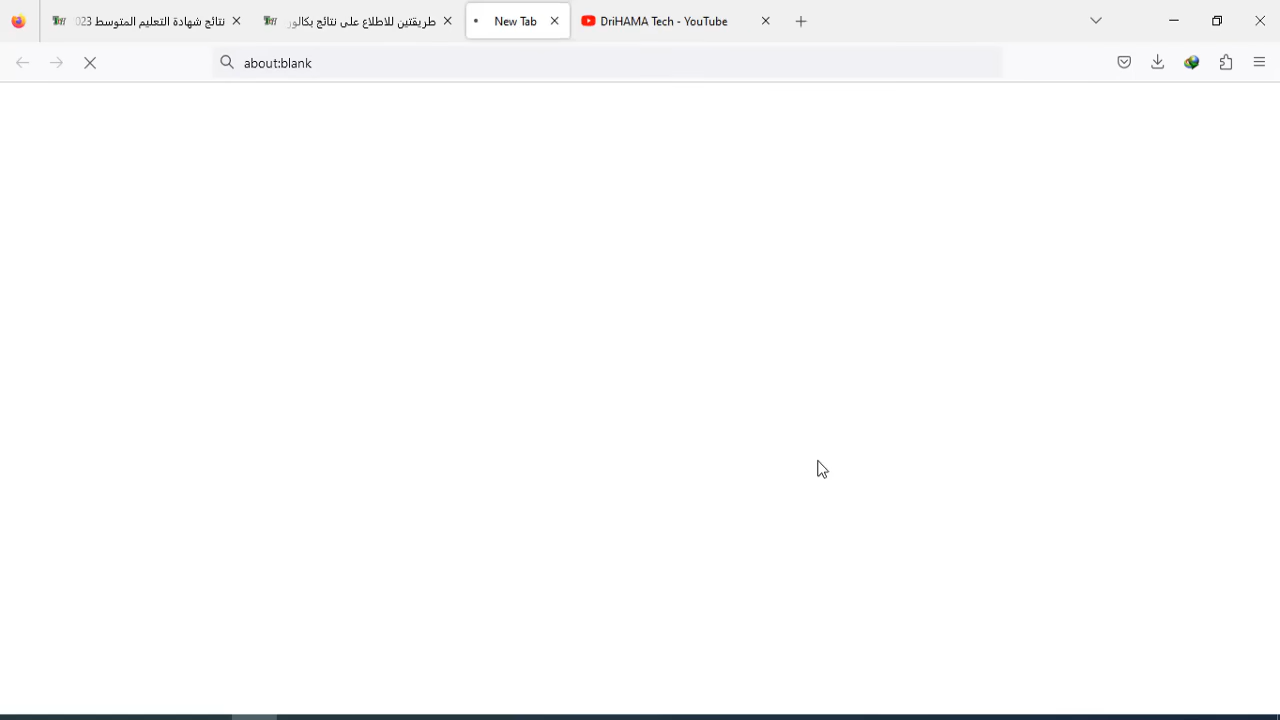 نتائج شهادة التعليم المتوسط 023
طريقتين للاطلاع على نتائج بكالور
New Tab
DriHAMA Tech - YouTube
about:blank